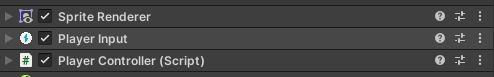 Sprite Renderer
Player Input
# Player Controller (Script)